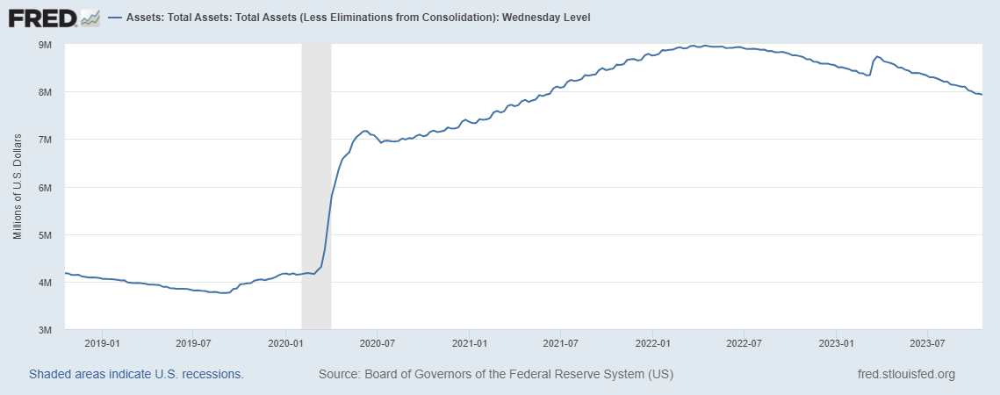 FRED
Assets: Total Assets: Total Assets (Less Eliminations from Consolidation): Wednesday Level
Millions of U.S. Dollars
9M
8M
7M
6M
5M
4M
3M
2019-01 2019-07 2020-01 2020-07 2021-01 2021-07 2022-01 2022-07 2023-01 2023-07
Shaded areas indicate U.S. recessions. Source: Board of Governors of the Federal Reserve System (US) fred.stlouisfed.org